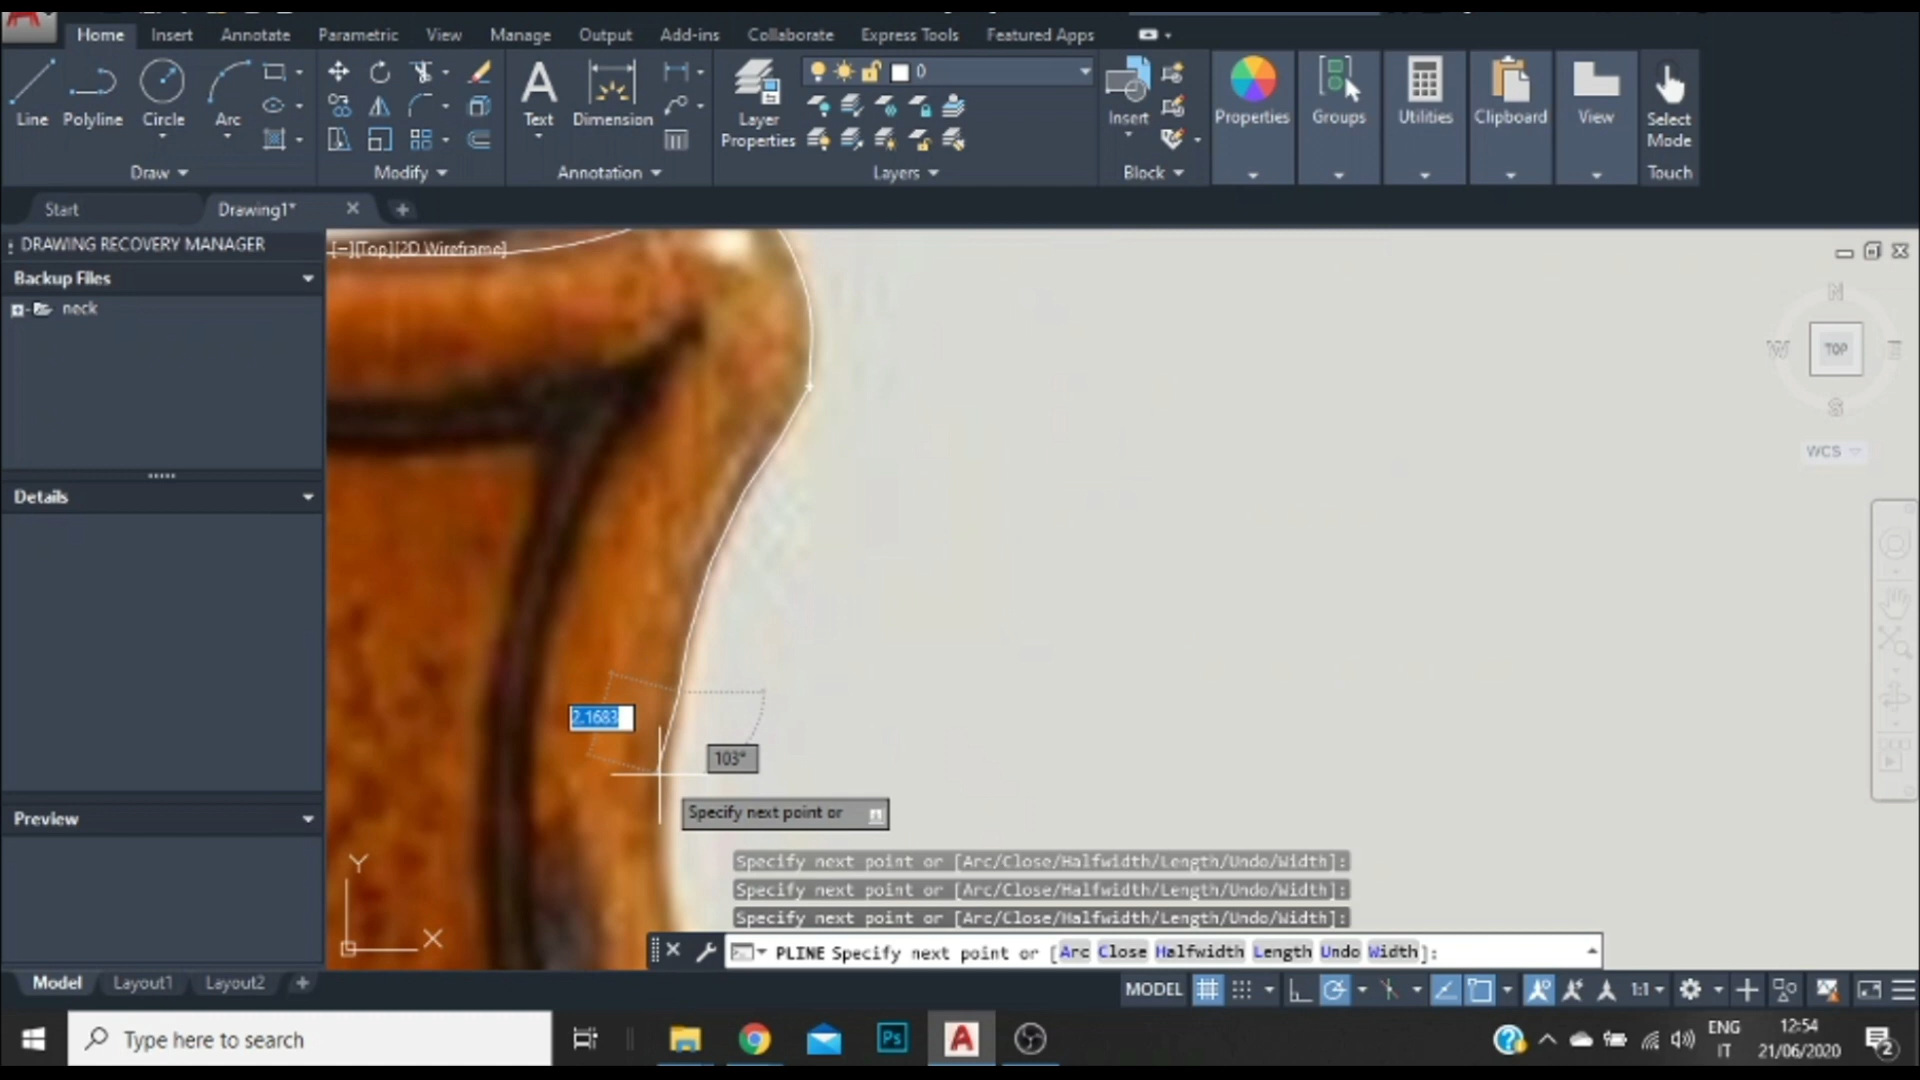 Home Insert Annotate Parametric View Manage Output Add-ins Collaborate Express Tools Featured Apps
0
Line Polyline Circle Arc Text Dimension Layer Properties Insert Properties Groups Utilities Clipboard View Select Mode
Draw Modify Annotation Layers Block Touch
Start Drawing1*
DRAWING RECOVERY MANAGER
[−][Top][2D Wireframe]
Backup Files
neck
N
W TOP E
S
WCS
Details
2.1683
103°
Specify next point or
Preview
Y
X
Specify next point or [Arc/Close/Halfwidth/Length/Undo/Width]:
Specify next point or [Arc/Close/Halfwidth/Length/Undo/Width]:
Specify next point or [Arc/Close/Halfwidth/Length/Undo/Width]:
PLINE Specify next point or [Arc Close Halfwidth Length Undo Width]:
Model Layout1 Layout2 + MODEL 1:1
Type here to search
Ps
A
ENG
IT
12:54
21/06/2020
2